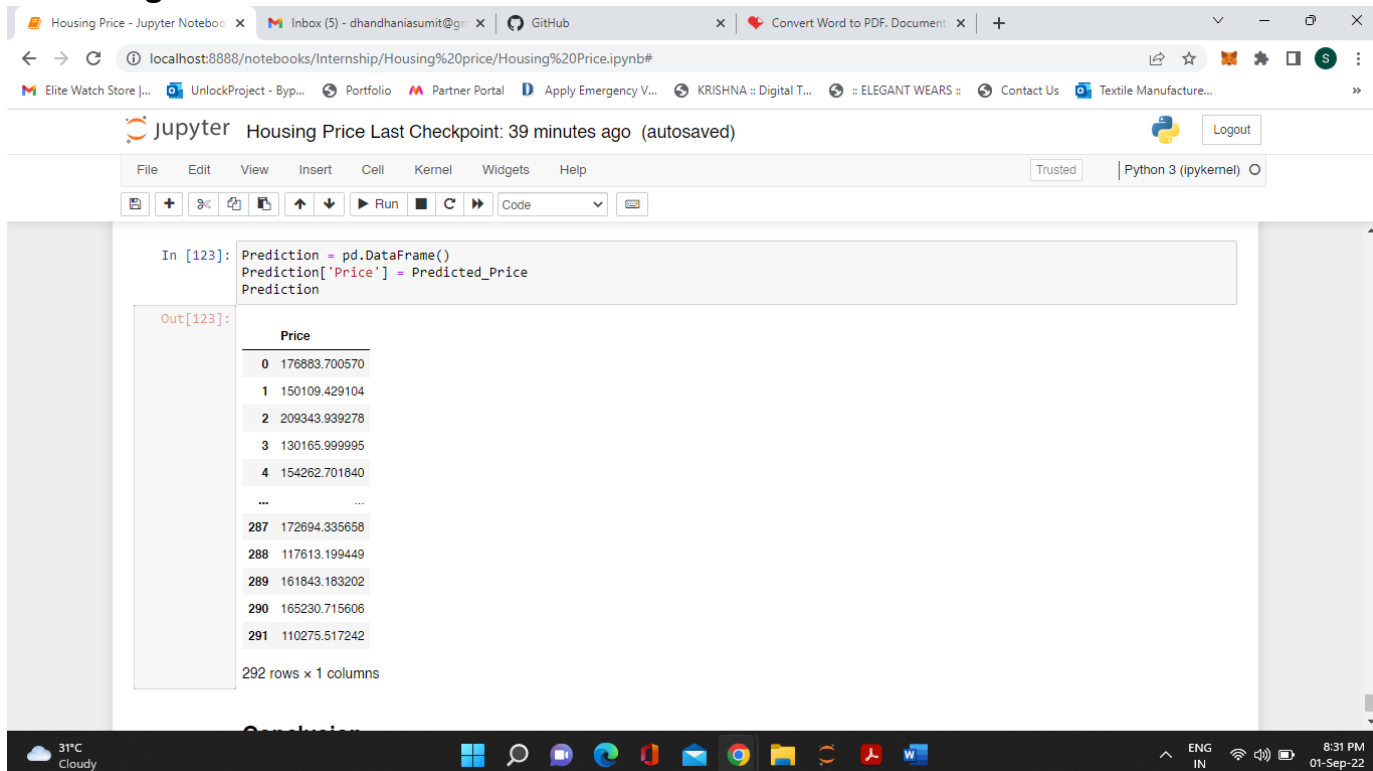 Housing Price - Jupyter Noteboo
Inbox (5) - dhandhaniasumit@gm
GitHub
Convert Word to PDF. Document
localhost:8888/notebooks/Internship/Housing%20price/Housing%20Price.ipynb#
S
Elite Watch Store |...
UnlockProject - Byp...
Portfolio
Partner Portal
Apply Emergency V...
KRISHNA :: Digital T...
:: ELEGANT WEARS ::
Contact Us
Textile Manufacture...
»
jupyter Housing Price Last Checkpoint: 39 minutes ago (autosaved)
Logout
File Edit View Insert Cell Kernel Widgets Help
Trusted
Python 3 (ipykernel)
Run
Code
In [123]: Prediction = pd.DataFrame()
Prediction['Price'] = Predicted_Price
Prediction
Out[123]:
Price
0 176883.700570
1 150109.429104
2 209343.939278
3 130165.999995
4 154262.701840
... ...
287 172694.335658
288 117613.199449
289 161843.183202
290 165230.715606
291 110275.517242
292 rows × 1 columns
31°C
Cloudy
ENG
IN
8:31 PM
01-Sep-22